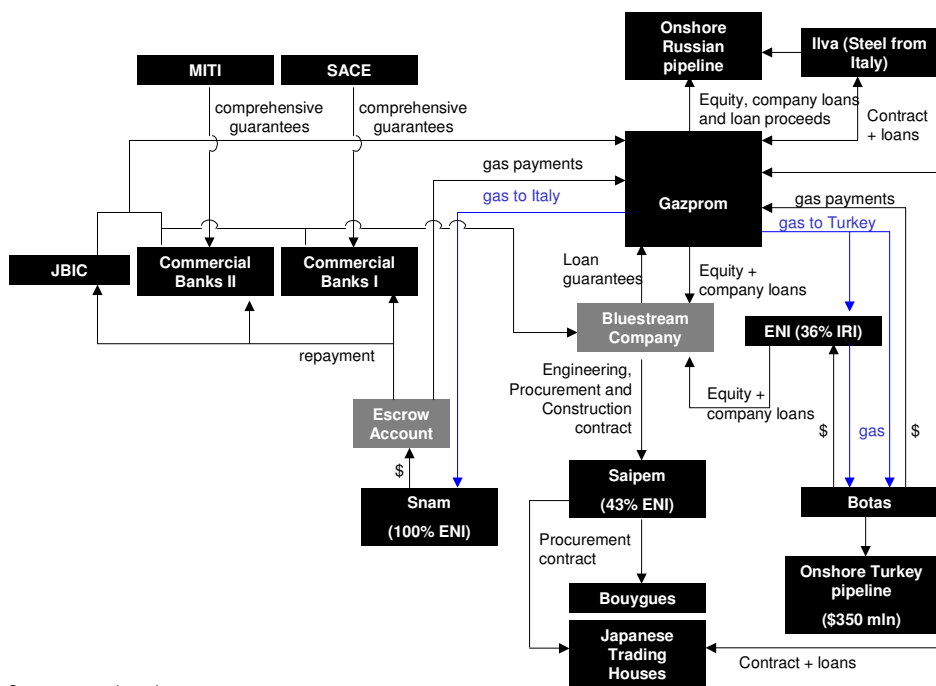 Onshore
Russian
pipeline
Ilva (Steel from
Italy)
MITI
SACE
comprehensive
guarantees
comprehensive
guarantees
Equity, company loans
and loan proceeds
Contract
+ loans
gas payments
gas to Italy
Gazprom
gas payments
gas to Turkey
JBIC
Commercial
Banks II
Commercial
Banks I
Loan
guarantees
Equity +
company loans
Bluestream
Company
ENI (36% IRI)
repayment
Engineering,
Procurement and
Construction
contract
Equity +
company loans
Escrow
Account
$
gas
$
$
Snam
(100% ENI)
Saipem
(43% ENI)
Botas
Procurement
contract
Onshore Turkey
pipeline
($350 mln)
Bouygues
Japanese
Trading
Houses
Contract + loans